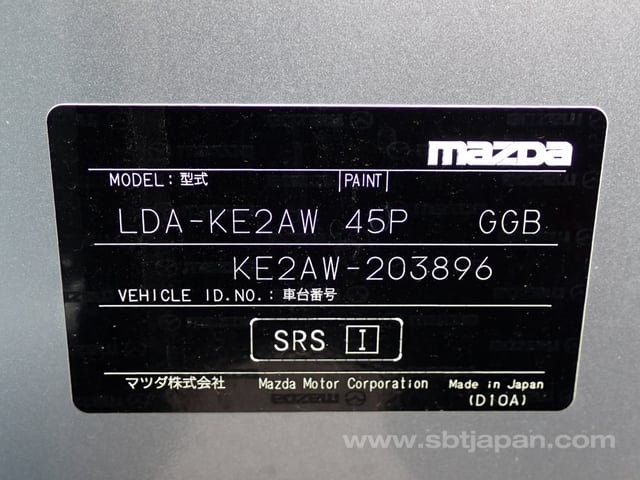 mazda
MODEL: 型式 PAINT
LDA-KE2AW 45P GGB
KE2AW-203896
VEHICLE ID.NO.: 車台番号
SRS I
マツダ株式会社 Mazda Motor Corporation Made in Japan
(D10A)
www.sbtjapan.com